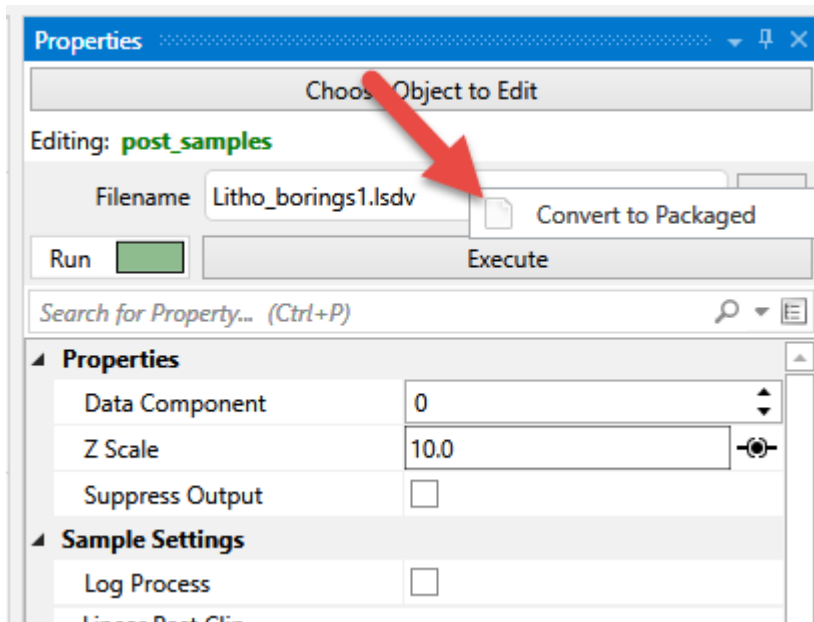 Properties
Choos Object to Edit
Editing: post_samples
Filename Litho_borings1.lsdv
Convert to Packaged
Run Execute
Search for Property... (Ctrl+P)
Properties
Data Component 0
Z Scale 10.0
Suppress Output
Sample Settings
Log Process